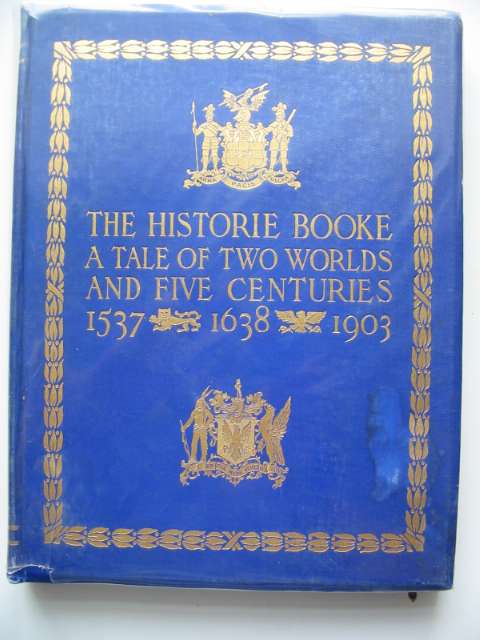 THE HISTORIE BOOKE
A TALE OF TWO WORLDS
AND FIVE CENTURIES
1537 1638 1903